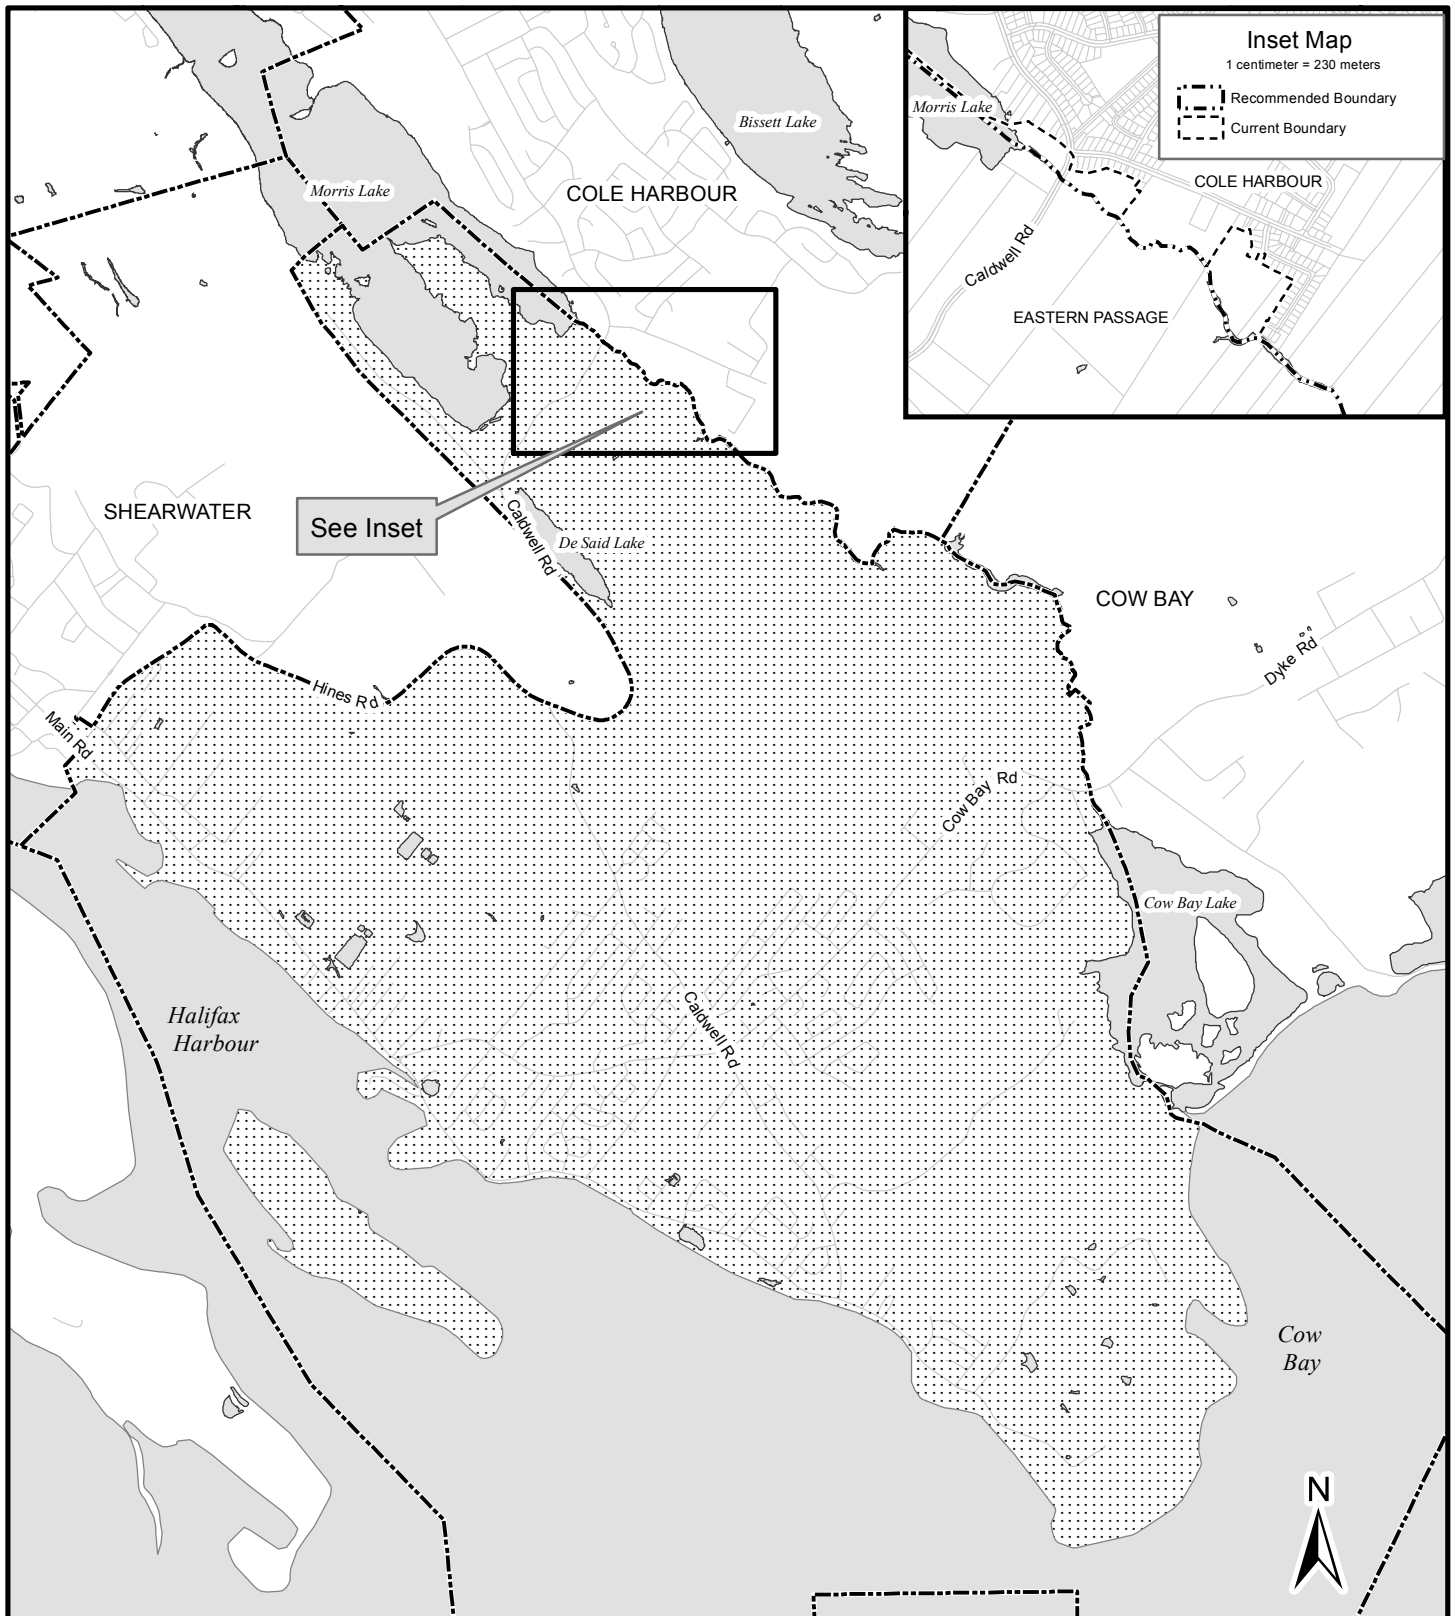 Inset Map
1 centimeter = 230 meters
Recommended Boundary
Current Boundary
Morris Lake
COLE HARBOUR
Caldwell Rd
EASTERN PASSAGE
Bissett Lake
Morris Lake
COLE HARBOUR
SHEARWATER
See Inset
Caldwell Rd
De Said Lake
COW BAY
Dyke Rd
Hines Rd
Main Rd
Cow Bay Rd
Cow Bay Lake
Halifax
Harbour
Caldwell Rd
Cow
Bay
N